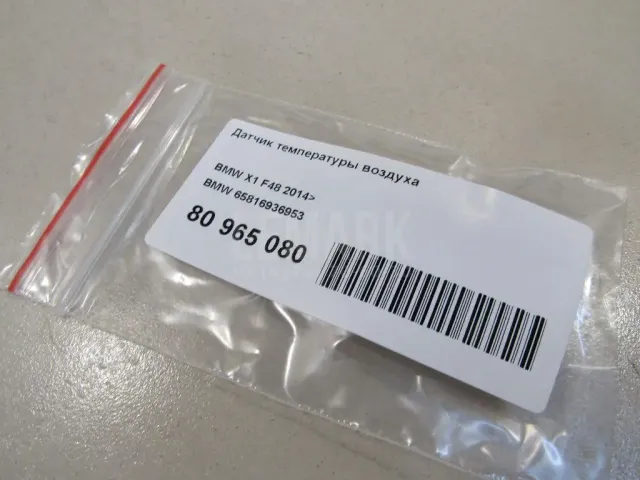 Датчик температуры воздуха
BMW X1 F48 2014>
BMW 65816936953
80 965 080